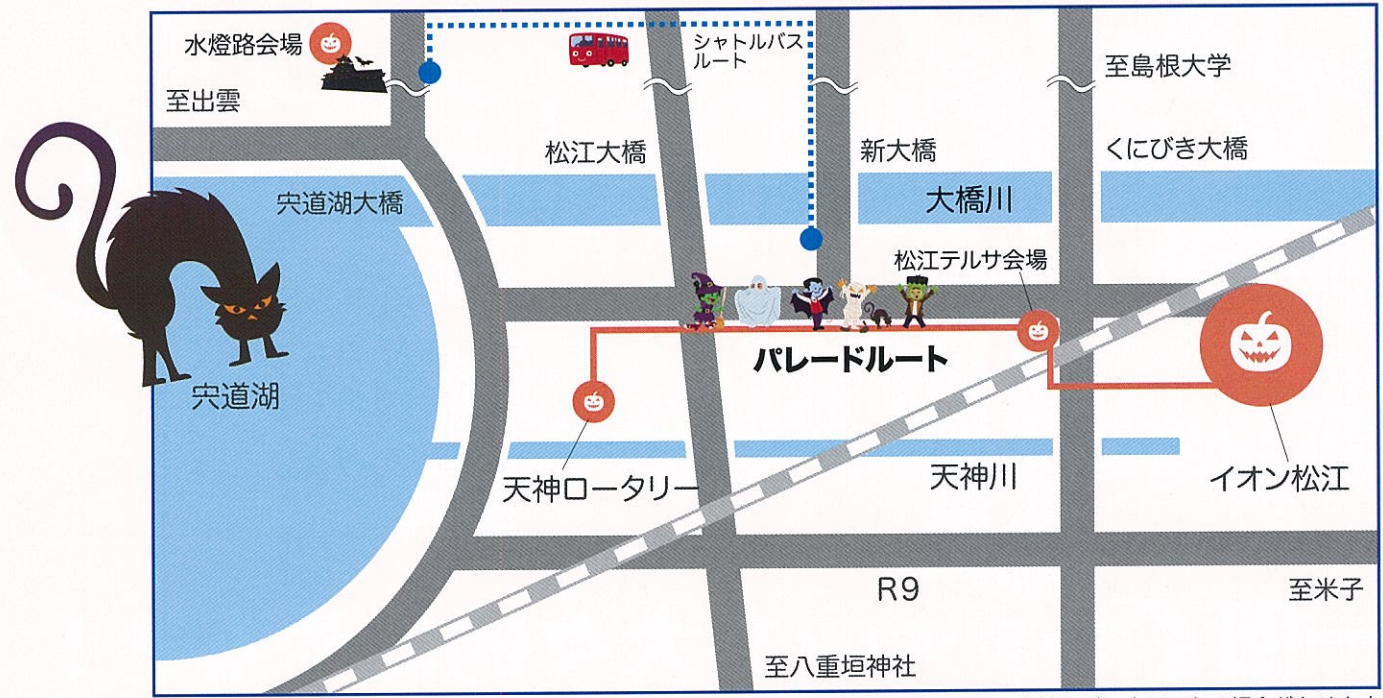 水燈路会場
シャトルバス
ルート
至島根大学
至出雲
松江大橋
新大橋
くにびき大橋
宍道湖大橋
大橋川
松江テルサ会場
パレードルート
宍道湖
天神ロータリー
天神川
イオン松江
R9
至米子
至八重垣神社